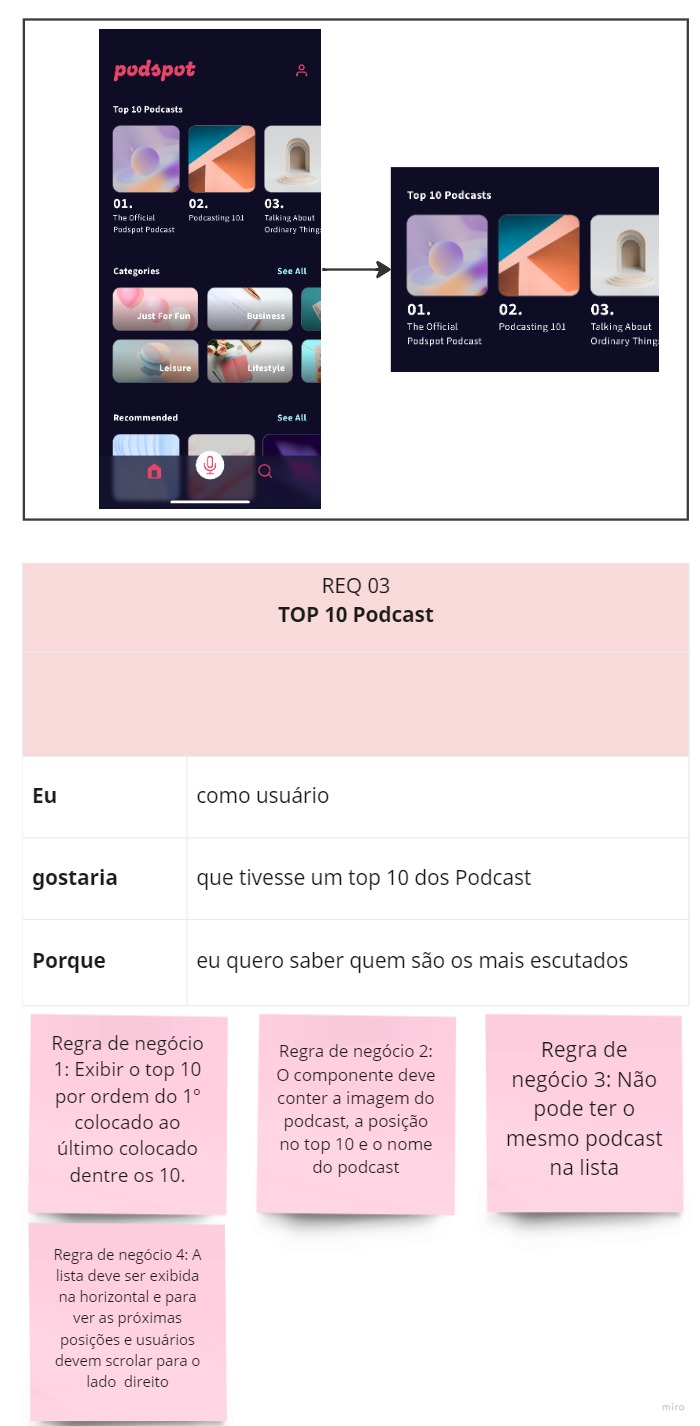 podspot
Top 10 Podcasts
01.
The Official
Podspot Podcast
02.
Podcasting 101
03.
Talking About
Ordinary Things
Categories
See All
Just For Fun
Business
Leisure
Lifestyle
Recommended
See All
Top 10 Podcasts
01.
The Official
Podspot Podcast
02.
Podcasting 101
03.
Talking About
Ordinary Things
REQ 03
TOP 10 Podcast
Eu
como usuário
gostaria
que tivesse um top 10 dos Podcast
Porque
eu quero saber quem são os mais escutados
Regra de negócio
1: Exibir o top 10
por ordem do 1º
colocado ao
último colocado
dentre os 10.
Regra de negócio 2:
O componente deve
conter a imagem do
podcast, a posição
no top 10 e o nome
do podcast
Regra de
negócio 3: Não
pode ter o
mesmo podcast
na lista
Regra de negócio 4: A
lista deve ser exibida
na horizontal e para
ver as próximas
posições e usuários
devem scrolar para o
lado direito
miro